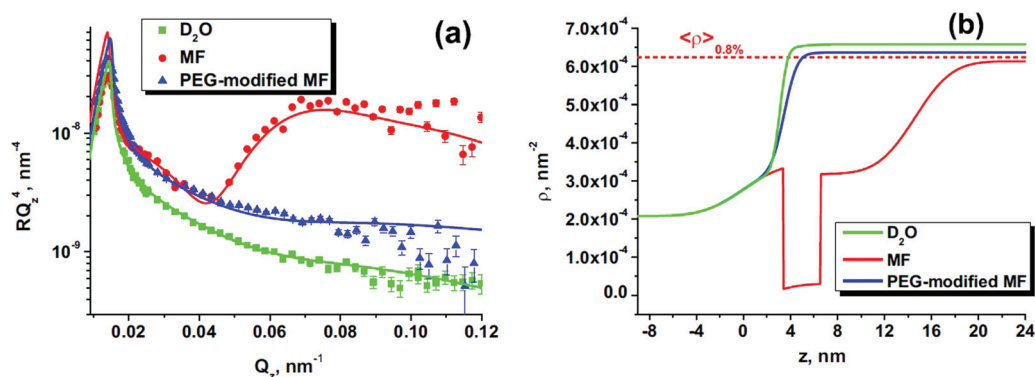 (a)
D₂O
MF
PEG-modified MF
RQ_z⁴, nm⁻⁴
10⁻⁸
10⁻⁹
0.02 0.04 0.06 0.08 0.10 0.12
Q_z, nm⁻¹
(b)
<ρ>0.8%
ρ, nm⁻²
7.0x10⁻⁴
6.0x10⁻⁴
5.0x10⁻⁴
4.0x10⁻⁴
3.0x10⁻⁴
2.0x10⁻⁴
1.0x10⁻⁴
0.0
D₂O
MF
PEG-modified MF
-8 -4 0 4 8 12 16 20 24
z, nm